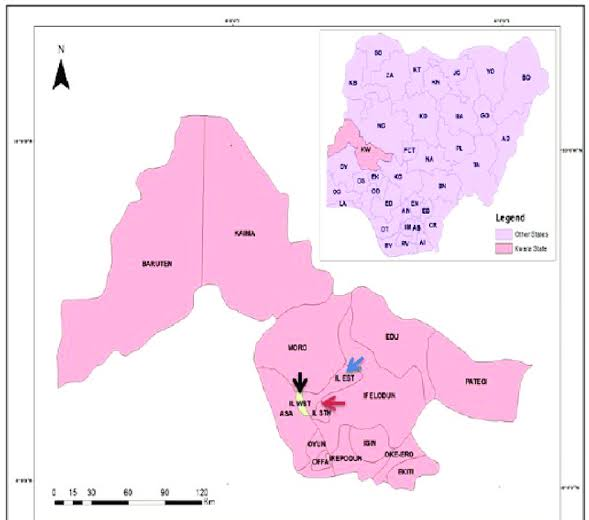 N
SO
KB
ZA
KT
KN
JG
YO
BO
NG
KD
BA
GO
AD
KW
FCT
PL
TA
NA
OY
KG
BN
OS
EK
OG
OD
LA
ED
EN
AN
EB
DT
IM AB
CR
BY
RV
AI
Legend
Other States
Kwara State
KAIMA
BARUTEN
MORO
EDU
IL EST
PATEGI
IL WST
IFELODUN
ASA
IL STH
OYUN
ISIN
OFFA
IREPODUN
OKE-ERO
EKITI
0 15 30 60 90 120
Km